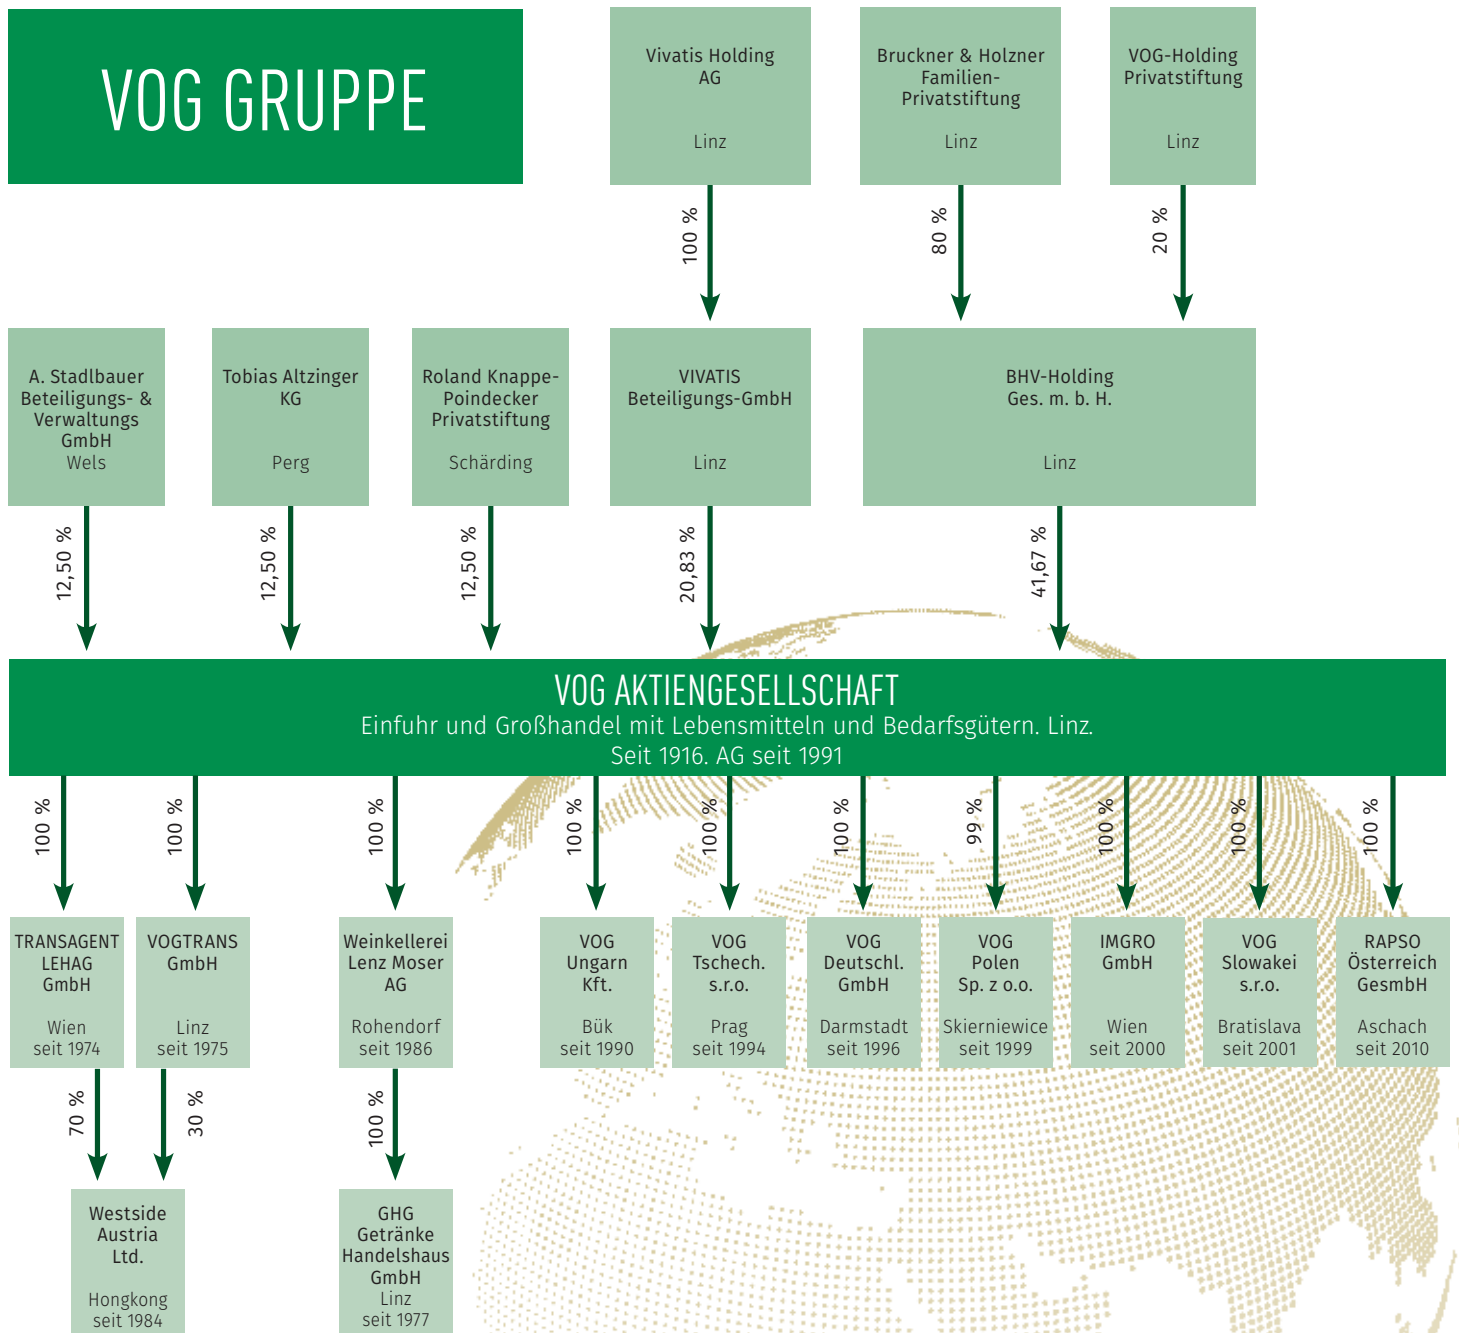 VOG GRUPPE
Vivatis Holding
AG
Linz
Bruckner & Holzner
Familien-
Privatstiftung
Linz
VOG-Holding
Privatstiftung
Linz
100 %
80 %
20 %
A. Stadlbauer
Beteiligungs- &
Verwaltungs
GmbH
Wels
Tobias Altzinger
KG
Perg
Roland Knappe-
Poindecker
Privatstiftung
Schärding
VIVATIS
Beteiligungs-GmbH
Linz
BHV-Holding
Ges. m. b. H.
Linz
12,50 %
12,50 %
12,50 %
20,83 %
41,67 %
VOG AKTIENGESELLSCHAFT
Einfuhr und Großhandel mit Lebensmitteln und Bedarfsgütern. Linz.
Seit 1916. AG seit 1991
100 %
100 %
100 %
100 %
100 %
100 %
99 %
100 %
100 %
100 %
TRANSAGENT
LEHAG
GmbH
Wien
seit 1974
VOGTRANS
GmbH
Linz
seit 1975
Weinkellerei
Lenz Moser
AG
Rohendorf
seit 1986
VOG
Ungarn
Kft.
Bük
seit 1990
VOG
Tschech.
s.r.o.
Prag
seit 1994
VOG
Deutschl.
GmbH
Darmstadt
seit 1996
VOG
Polen
Sp. z o.o.
Skierniewice
seit 1999
IMGRO
GmbH
Wien
seit 2000
VOG
Slowakei
s.r.o.
Bratislava
seit 2001
RAPSO
Österreich
GesmbH
Aschach
seit 2010
70 %
30 %
100 %
Westside
Austria
Ltd.
Hongkong
seit 1984
GHG
Getränke
Handelshaus
GmbH
Linz
seit 1977